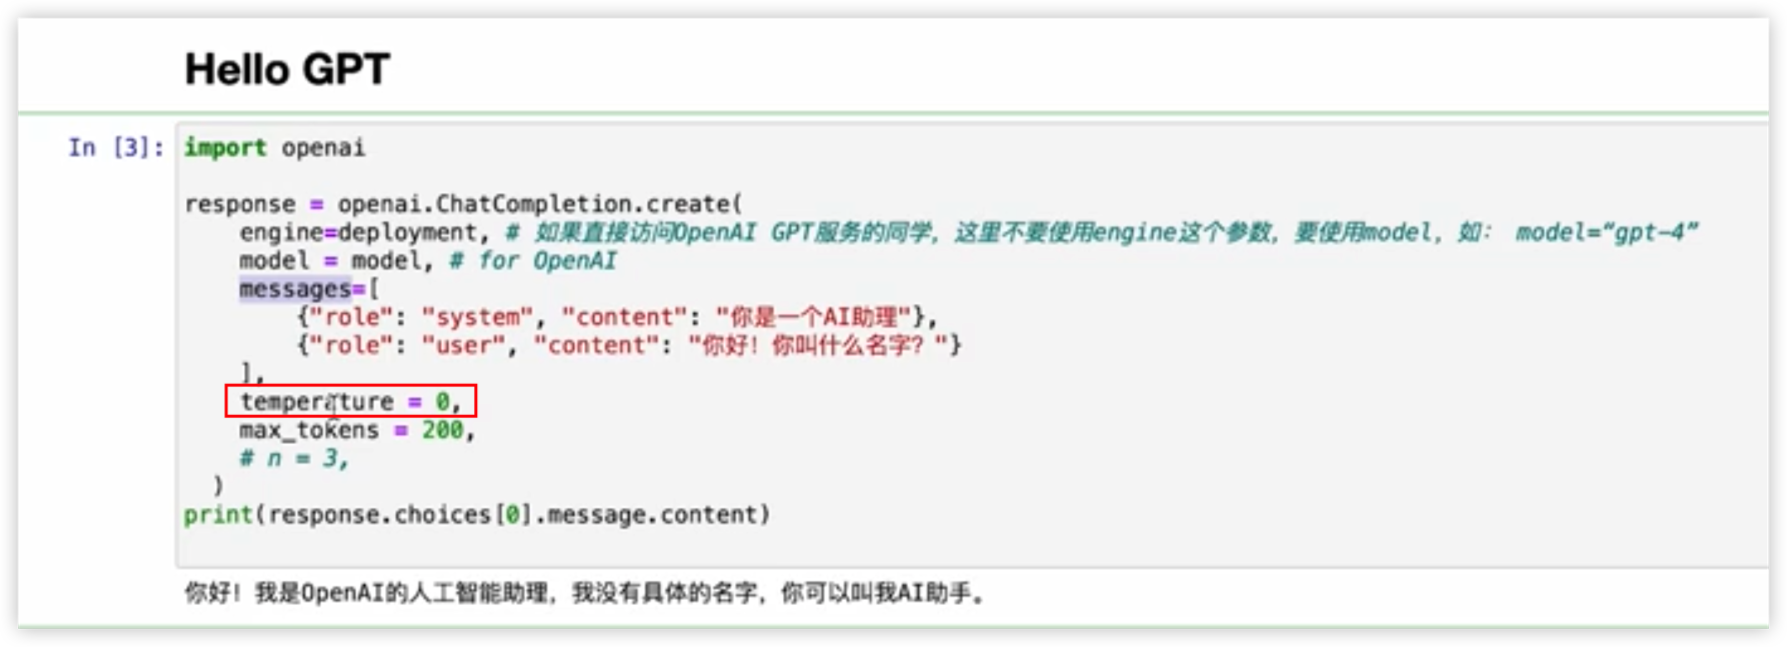 Hello GPT
In [3]: import openai
response = openai.ChatCompletion.create(
engine=deployment, # 如果直接访问OpenAI GPT服务的同学，这里不要使用engine这个参数，要使用model，如： model=“gpt-4”
model = model, # for OpenAI
messages=[
{"role": "system", "content": "你是一个AI助理"},
{"role": "user", "content": "你好！你叫什么名字？"}
],
temperature = 0,
max_tokens = 200,
# n = 3,
)
print(response.choices[0].message.content)
你好！我是OpenAI的人工智能助理，我没有具体的名字，你可以叫我AI助手。